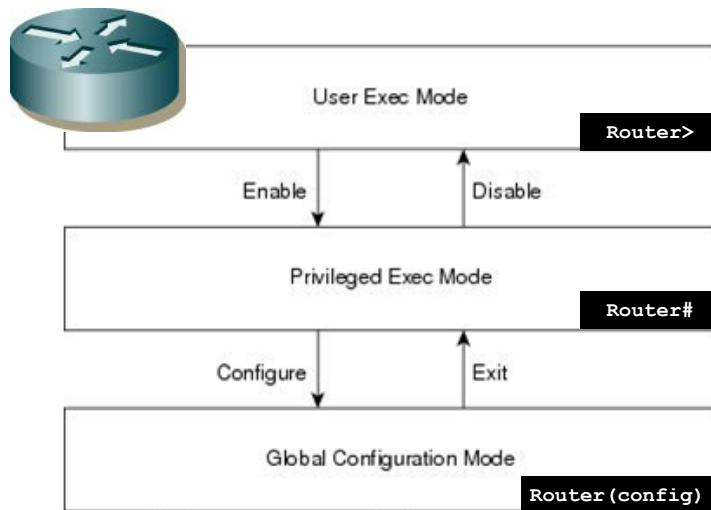 User Exec Mode
Router>
Enable
Disable
Privileged Exec Mode
Router#
Configure
Exit
Global Configuration Mode
Router(config)